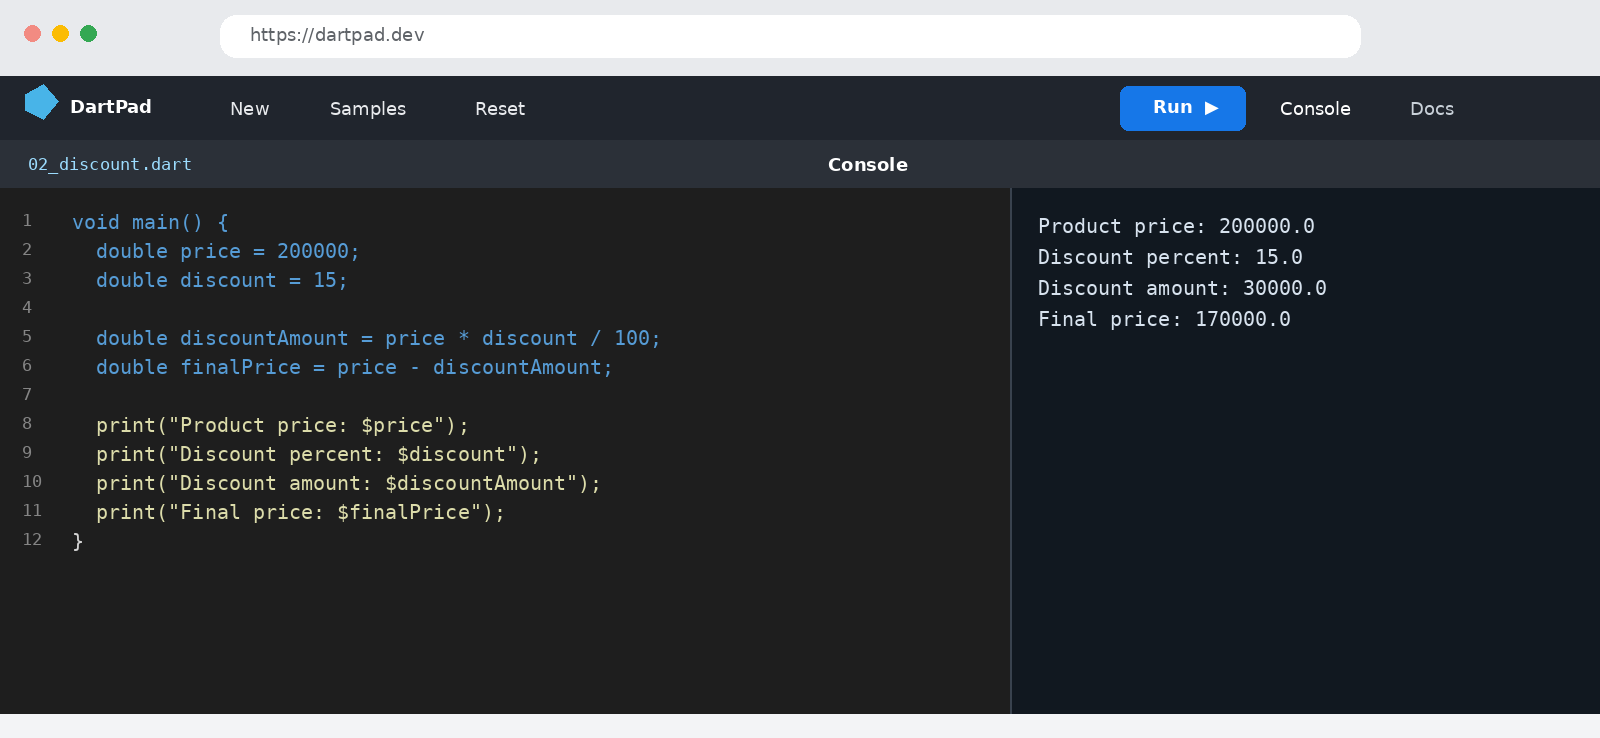 https://dartpad.dev
DartPad New Samples Reset Run ▶ Console Docs
02_discount.dart Console
1 void main() {
2   double price = 200000;
3   double discount = 15;
4
5   double discountAmount = price * discount / 100;
6   double finalPrice = price - discountAmount;
7
8   print("Product price: $price");
9   print("Discount percent: $discount");
10   print("Discount amount: $discountAmount");
11   print("Final price: $finalPrice");
12 }
Product price: 200000.0
Discount percent: 15.0
Discount amount: 30000.0
Final price: 170000.0